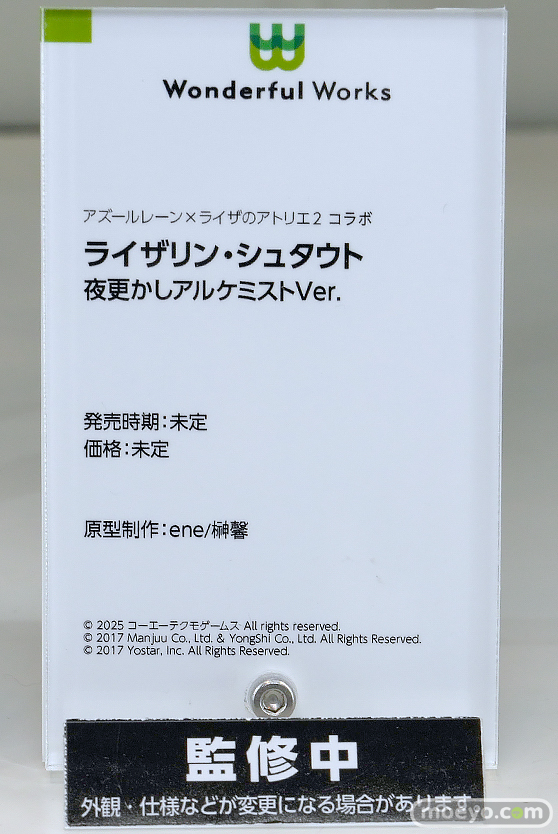 Wonderful Works
アズールレーン×ライザのアトリエ2 コラボ
ライザリン・シュタウト
夜更かしアルケミストVer.
発売時期：未定
価格：未定
原型制作：ene/榊馨
© 2025 コーエーテクモゲームス All rights reserved.
© 2017 Manjuu Co., Ltd. & YongShi Co., Ltd. All Rights Reserved.
© 2017 Yostar, Inc. All Rights Reserved.
監修中
外観・仕様などが変更になる場合があります
moeyo.com